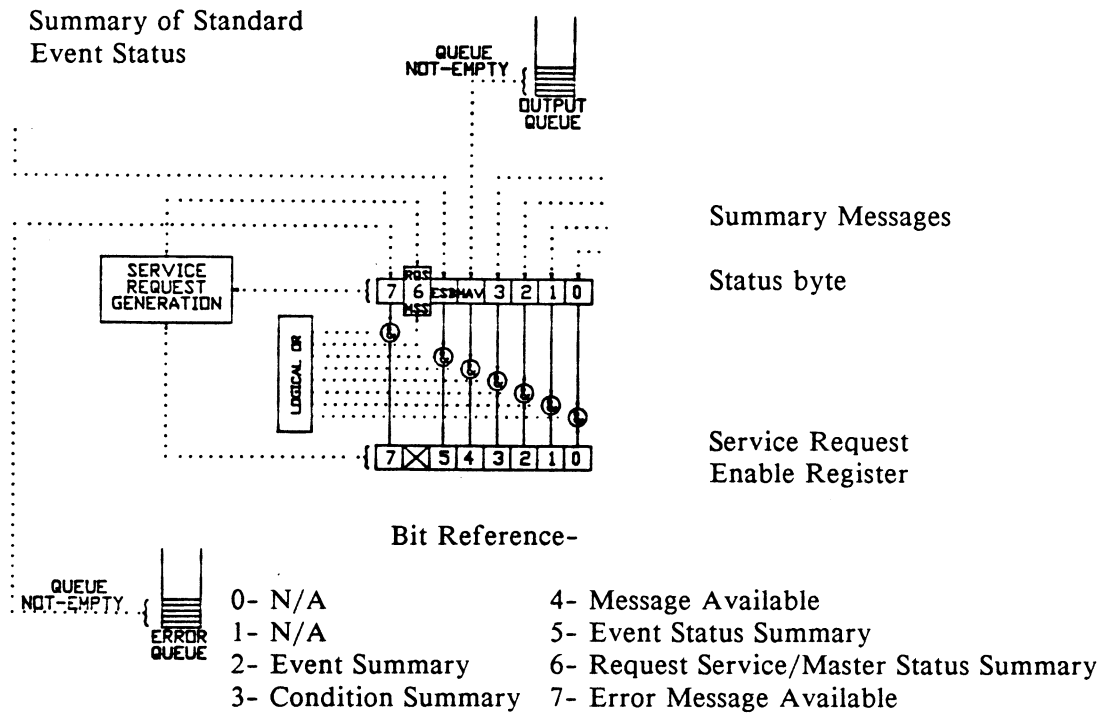 Summary of Standard
Event Status
QUEUE
NOT-EMPTY
OUTPUT
QUEUE
Summary Messages
SERVICE
REQUEST
GENERATION
RQS
7 6 ESB MAV 3 2 1 0
MSS
Status byte
LOGICAL OR
& & & & & & &
7 5 4 3 2 1 0
Service Request
Enable Register
Bit Reference-
QUEUE
NOT-EMPTY
ERROR
QUEUE
0- N/A
1- N/A
2- Event Summary
3- Condition Summary
4- Message Available
5- Event Status Summary
6- Request Service/Master Status Summary
7- Error Message Available